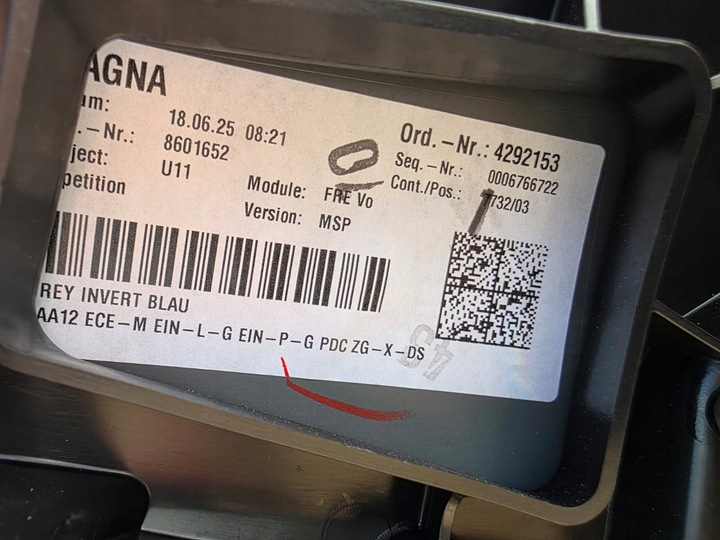 AGNA
um: 18.06.25 08:21
.-Nr.: 8601652
ject: U11
petition
Module: FRE Vo
Version: MSP
Ord.-Nr.: 4292153
Seq.-Nr.: 0006766722
Cont./Pos.: 7732/03
REY INVERT BLAU
AA12 ECE-M EIN-L-G EIN-P-G PDC ZG-X-DS